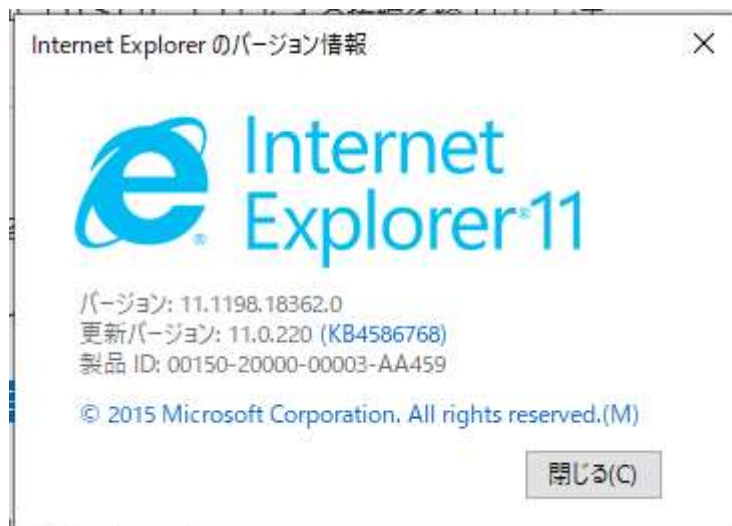 Internet Explorer のバージョン情報
Internet
Explorer®11
バージョン: 11.1198.18362.0
更新バージョン: 11.0.220 (KB4586768)
製品 ID: 00150-20000-00003-AA459
© 2015 Microsoft Corporation. All rights reserved.(M)
閉じる(C)